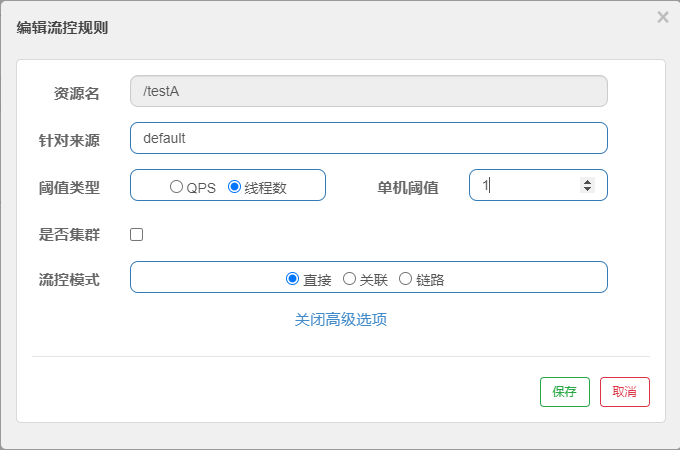 编辑流控规则
×
资源名 /testA
针对来源 default
阈值类型 QPS 线程数 单机阈值 1
是否集群
流控模式 直接 关联 链路
关闭高级选项
保存 取消